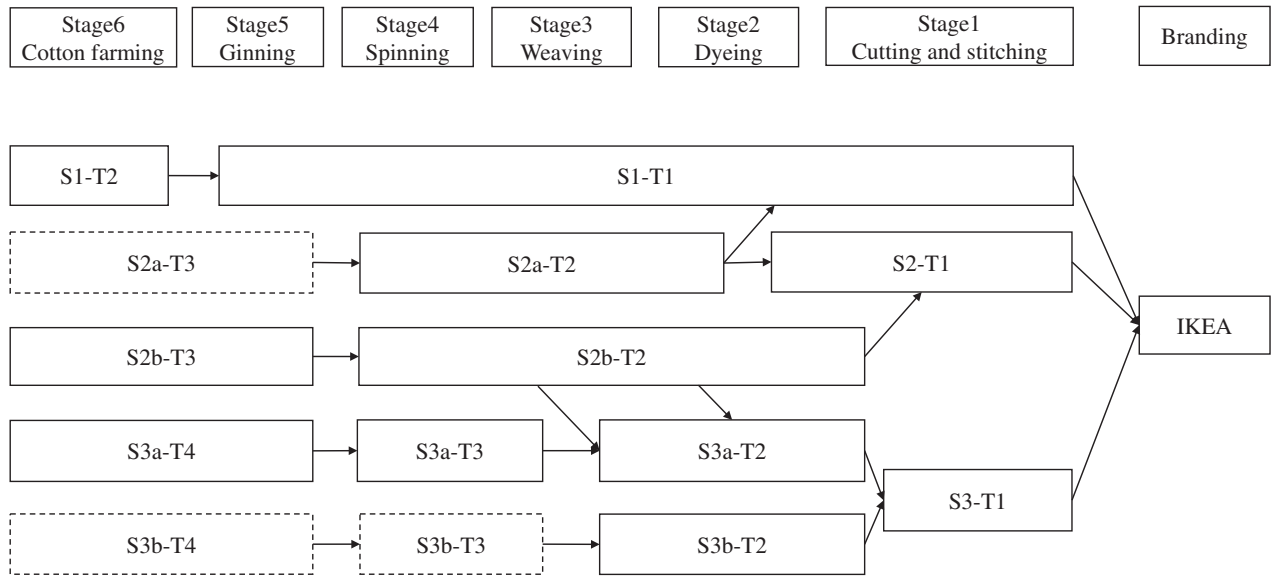 Stage6
Cotton farming
Stage5
Ginning
Stage4
Spinning
Stage3
Weaving
Stage2
Dyeing
Stage1
Cutting and stitching
Branding
S1-T2
S1-T1
S2a-T3
S2a-T2
S2-T1
IKEA
S2b-T3
S2b-T2
S3a-T4
S3a-T3
S3a-T2
S3-T1
S3b-T4
S3b-T3
S3b-T2